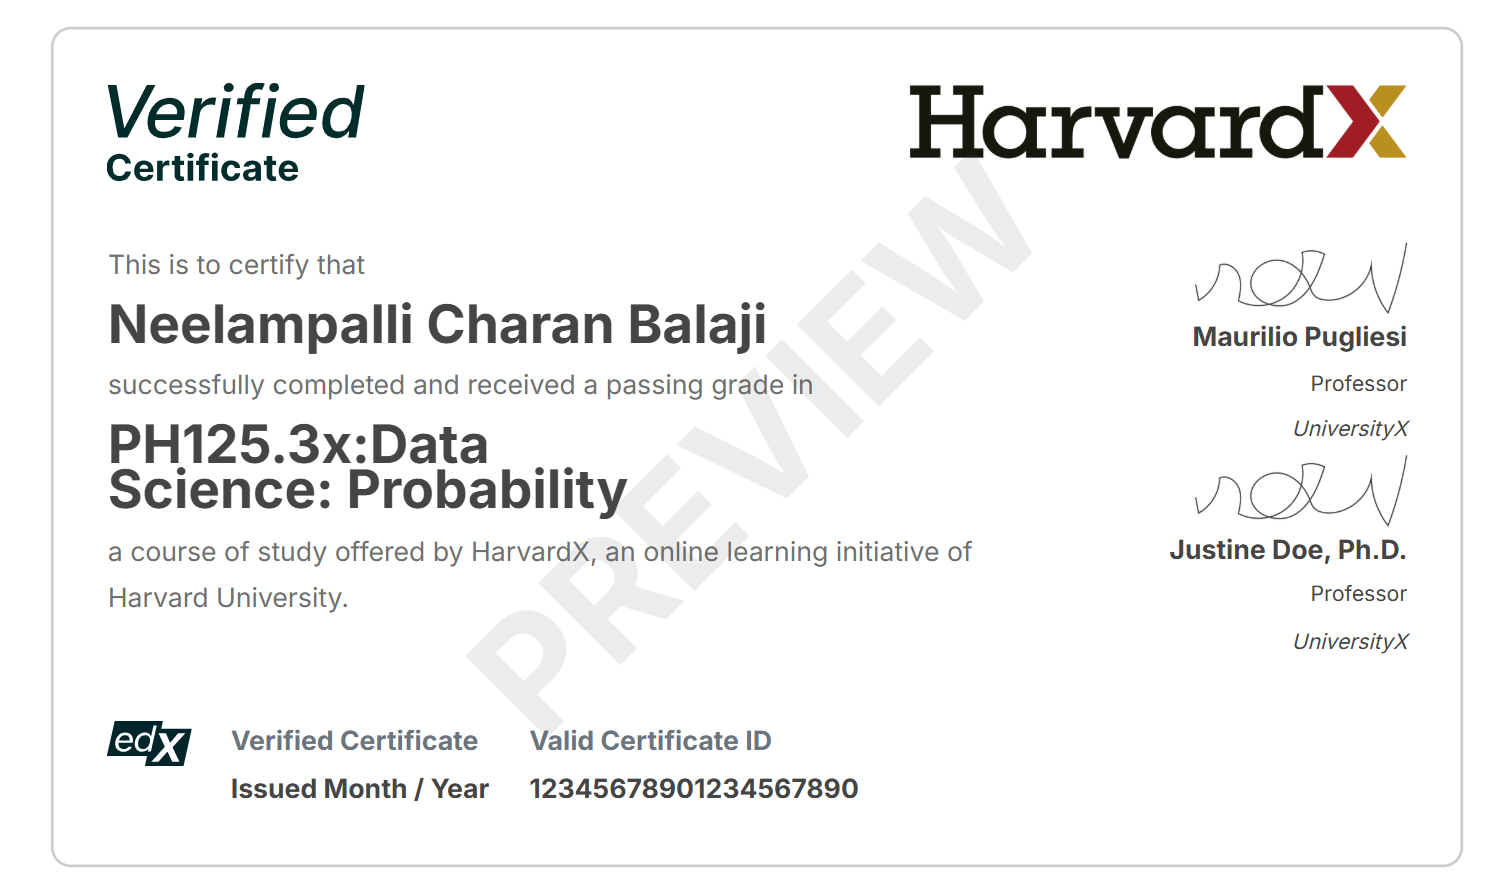 Verified
Certificate
HarvardX
This is to certify that
Neelampalli Charan Balaji
successfully completed and received a passing grade in
PH125.3x:Data
Science: Probability
a course of study offered by HarvardX, an online learning initiative of
Harvard University.
Maurilio Pugliesi
Professor
UniversityX
Justine Doe, Ph.D.
Professor
UniversityX
PREVIEW
edX
Verified Certificate
Issued Month / Year
Valid Certificate ID
12345678901234567890